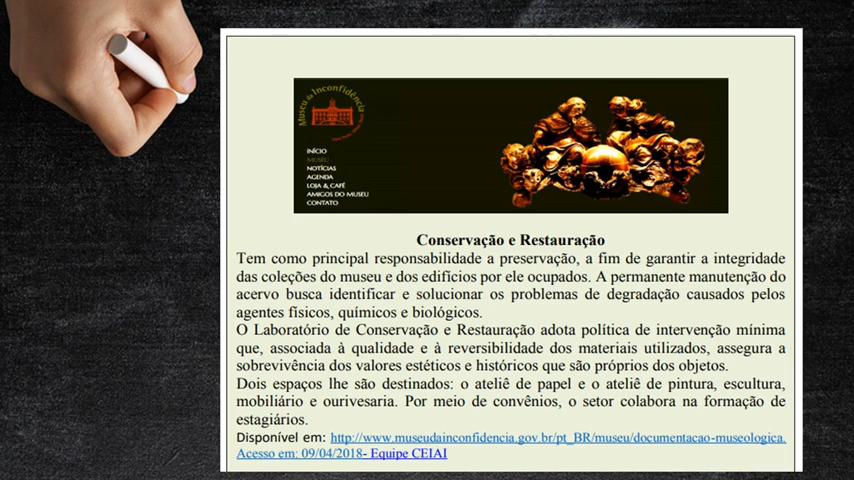 Museu da Inconfidência
INÍCIO
MUSEU
NOTÍCIAS
AGENDA
LOJA & CAFÉ
AMIGOS DO MUSEU
CONTATO
Conservação e Restauração
Tem como principal responsabilidade a preservação, a fim de garantir a integridade
das coleções do museu e dos edifícios por ele ocupados. A permanente manutenção do
acervo busca identificar e solucionar os problemas de degradação causados pelos
agentes físicos, químicos e biológicos.
O Laboratório de Conservação e Restauração adota política de intervenção mínima
que, associada à qualidade e à reversibilidade dos materiais utilizados, assegura a
sobrevivência dos valores estéticos e históricos que são próprios dos objetos.
Dois espaços lhe são destinados: o ateliê de papel e o ateliê de pintura, escultura,
mobiliário e ourivesaria. Por meio de convênios, o setor colabora na formação de
estagiários.
Disponível em: http://www.museudainconfidencia.gov.br/pt_BR/museu/documentacao-museologica.
Acesso em: 09/04/2018- Equipe CEIAI